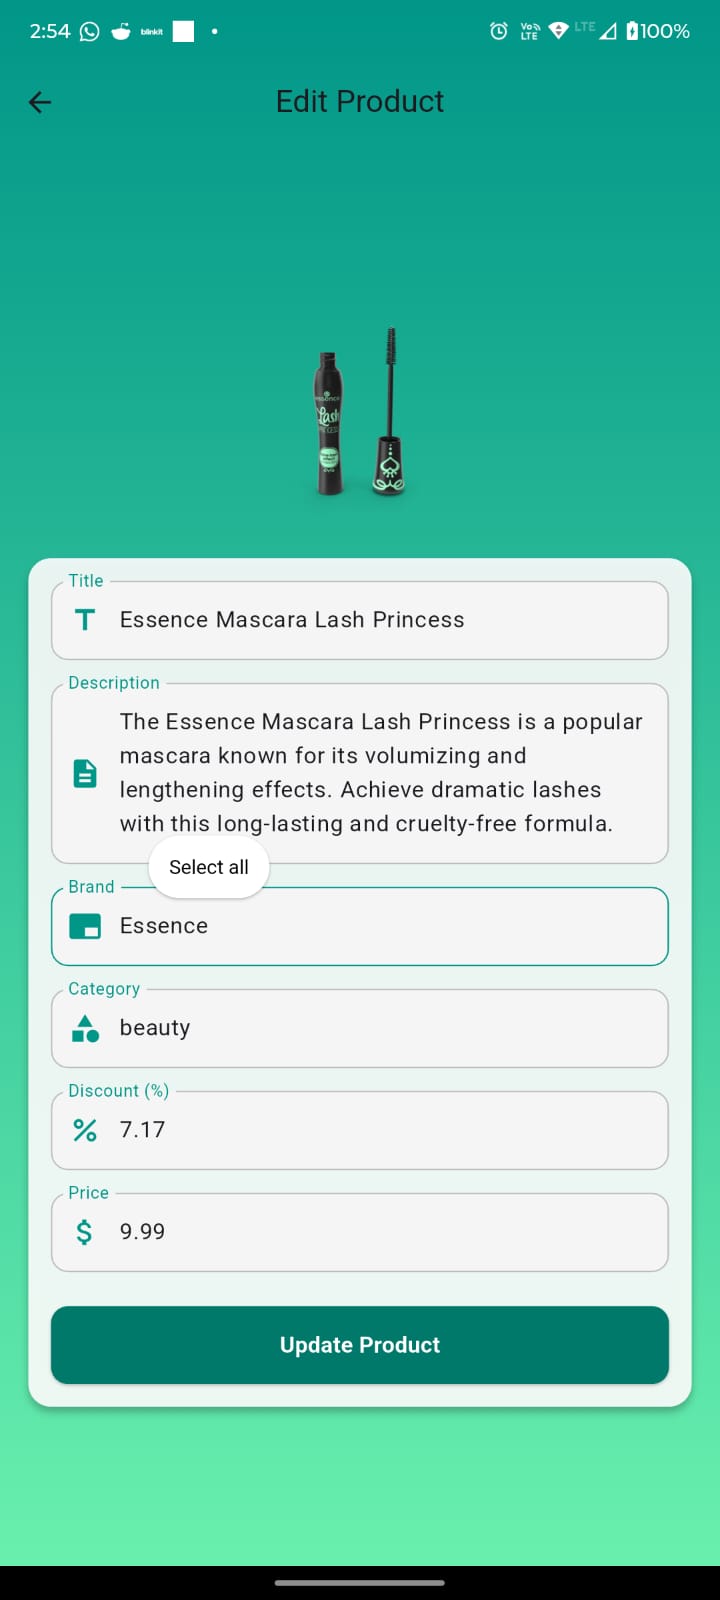 2:54 blinkit Vo LTE LTE 100%
Edit Product
essence
Lash
Title
Essence Mascara Lash Princess
Description
The Essence Mascara Lash Princess is a popular
mascara known for its volumizing and
lengthening effects. Achieve dramatic lashes
with this long-lasting and cruelty-free formula.
Select all
Brand
Essence
Category
beauty
Discount (%)
% 7.17
Price
$ 9.99
Update Product